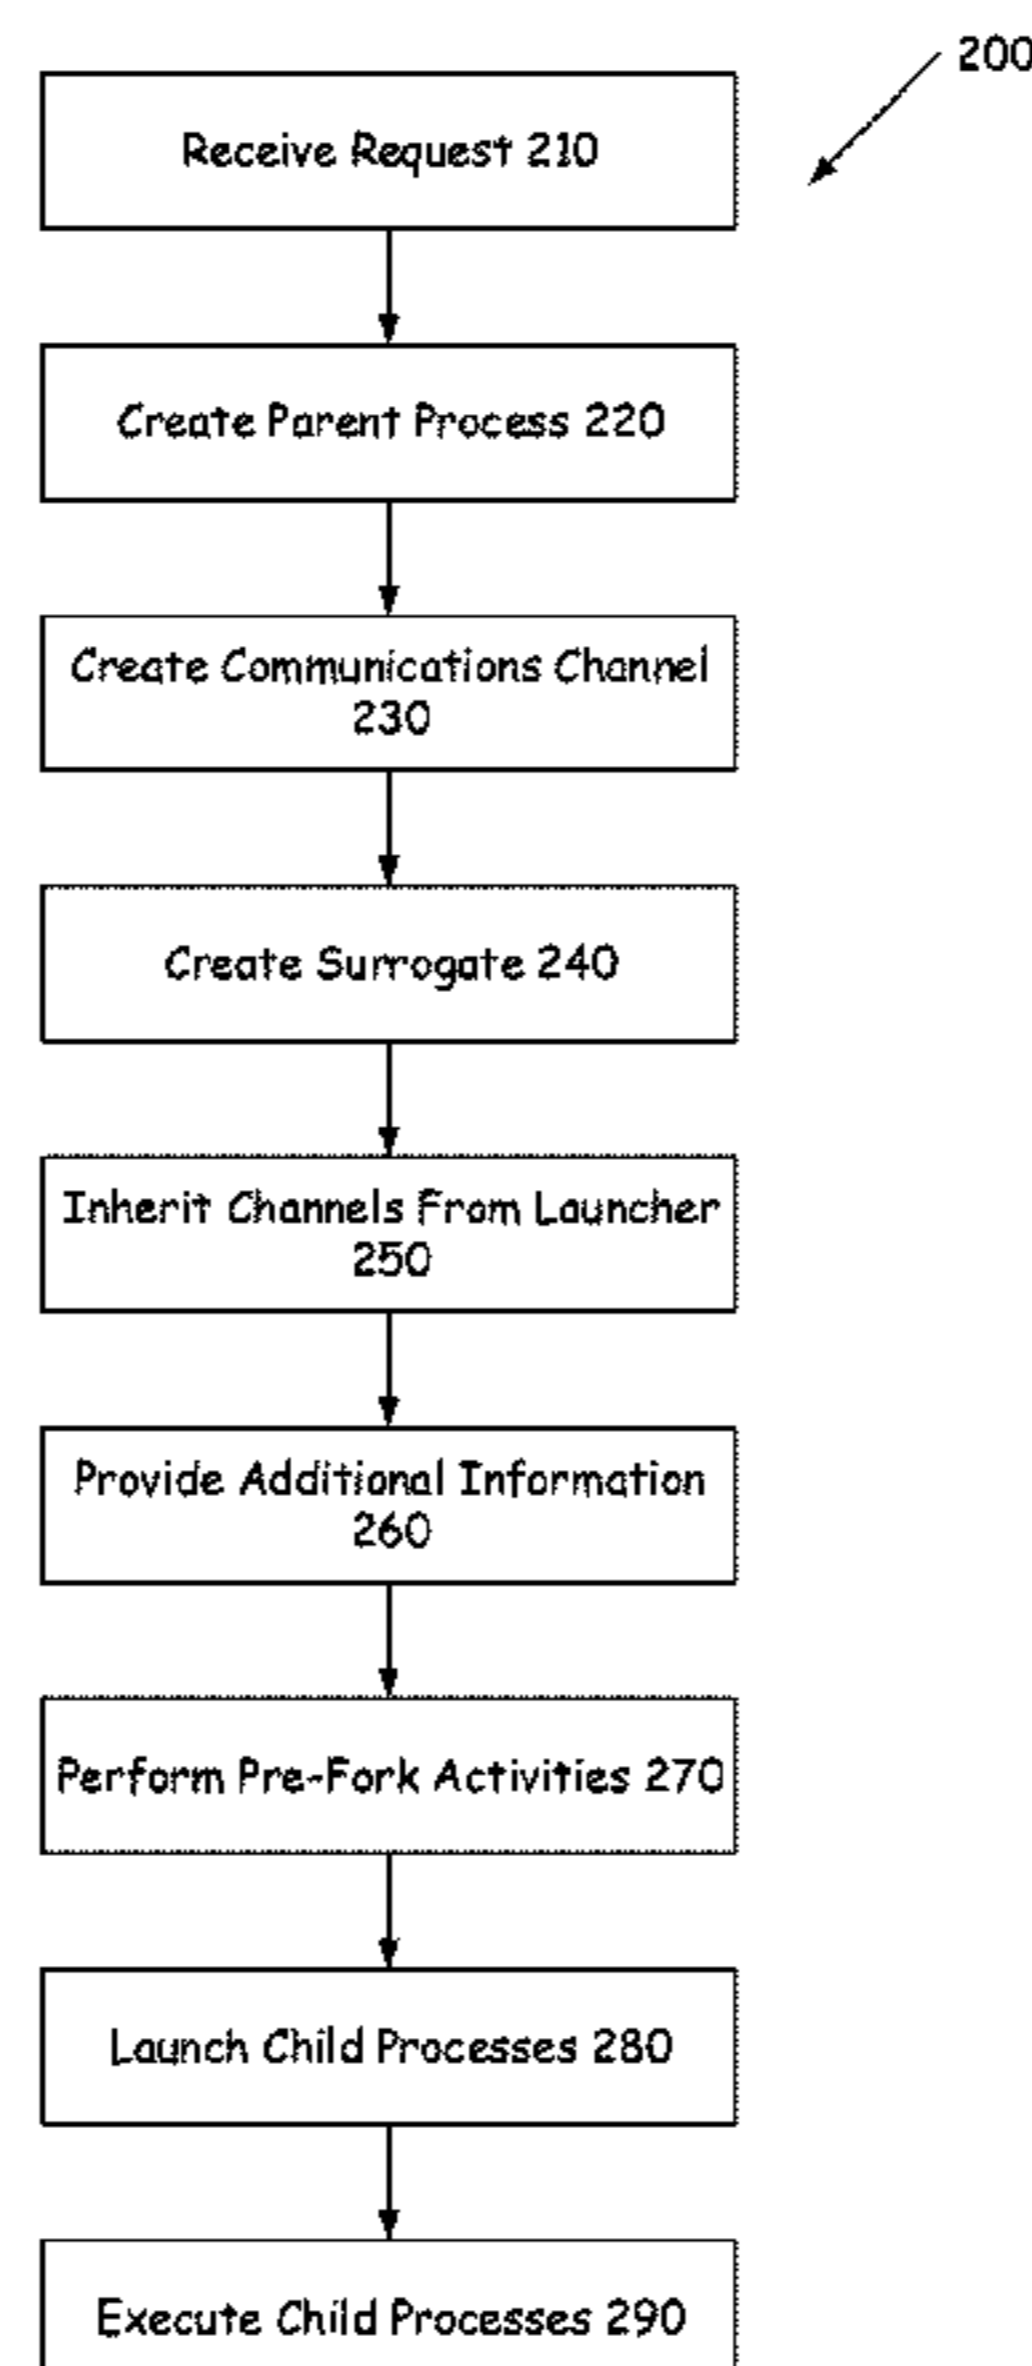 200
Receive Request 210
Create Parent Process 220
Create Communications Channel
230
Create Surrogate 240
Inherit Channels From Launcher
250
Provide Additional Information
260
Perform Pre-Fork Activities 270
Launch Child Processes 280
Execute Child Processes 290